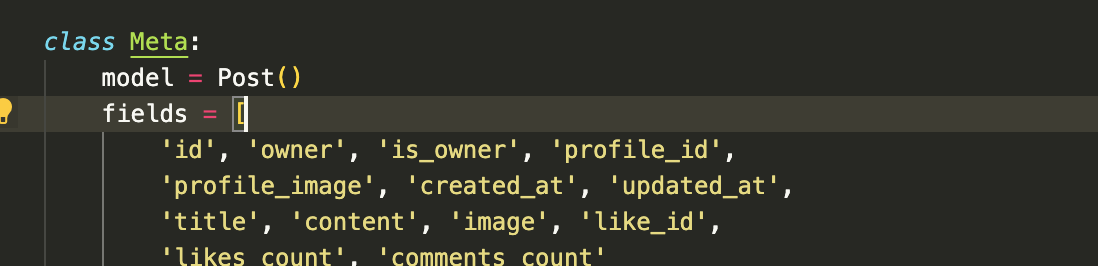 class Meta:
model = Post()
fields = [
'id', 'owner', 'is_owner', 'profile_id',
'profile_image', 'created_at', 'updated_at',
'title', 'content', 'image', 'like_id',
'likes_count', 'comments_count'